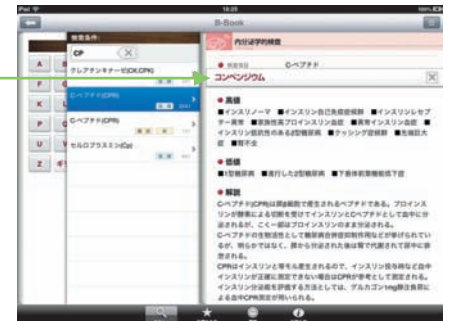 iPad
18:25
100%
B-Book
検査条件:
CP
クレアチンキナーゼ(CK,CPK)
C-ペプチド(CPR)
C-ペプチド(CPR)
セルロプラスミン(Cp)
A
F
K
P
U
Z
内分泌学的検査
検査項目 C-ペプチド
コンペンジウム
●高値
■インスリノーマ ■インスリン自己免疫症候群 ■インスリンレセプ
ター異常 ■家族性高プロインスリン血症 ■異常インスリン血症 ■
インスリン抵抗性のある2型糖尿病 ■クッシング症候群 ■先端巨大
症 ■腎不全
●低値
■1型糖尿病 ■進行した2型糖尿病 ■下垂体前葉機能低下症
●解説
C-ペプチド(CPR)は膵β細胞で産生されるペプチドである。プロインス
リンが酵素による切断を受けてインスリンとC-ペプチドとして血中に分
泌されるが、ごく一部はプロインスリンのまま分泌される。
C-ペプチドの生物活性として糖尿病合併症抑制作用などが挙げられてい
るが、明らかではなく、膵から分泌された後は腎で代謝されて尿中に排
泄される。
CPRはインスリンと等モル産生されるので、インスリン投与時など血中
インスリンが正確に測定できない場合はCPRが参考として測定される。
インスリン分泌能を評価する方法としては、グルカゴン1mg静注負荷に
よる血中CPR測定が用いられる。